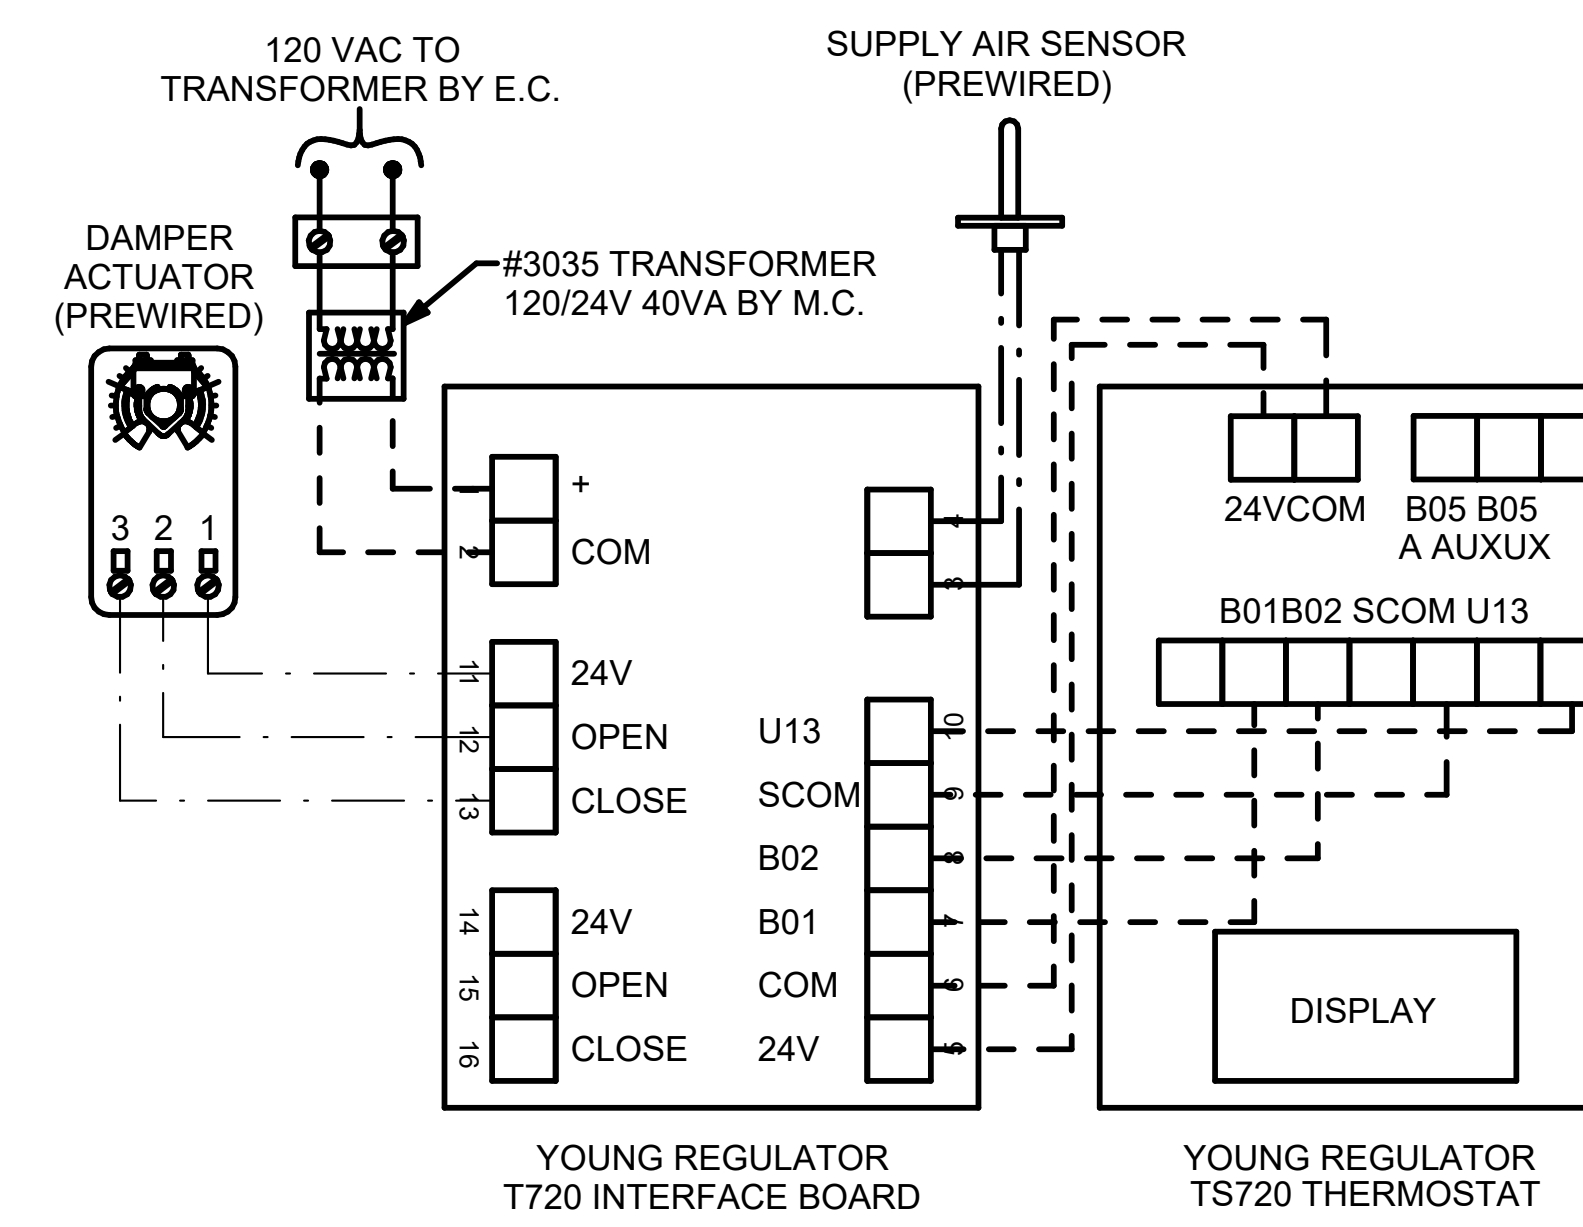 120 VAC TO
TRANSFORMER BY E.C.
SUPPLY AIR SENSOR
(PREWIRED)
DAMPER
ACTUATOR
(PREWIRED)
#3035 TRANSFORMER
120/24V 40VA BY M.C.
3 2 1
1 +
2 COM
4
3
24VCOM
B05 B05
A AUXUX
B01B02 SCOM U13
11 24V
12 OPEN
13 CLOSE
U13 10
SCOM 9
B02 8
B01 7
COM 6
24V 5
14 24V
15 OPEN
16 CLOSE
DISPLAY
YOUNG REGULATOR
T720 INTERFACE BOARD
YOUNG REGULATOR
TS720 THERMOSTAT